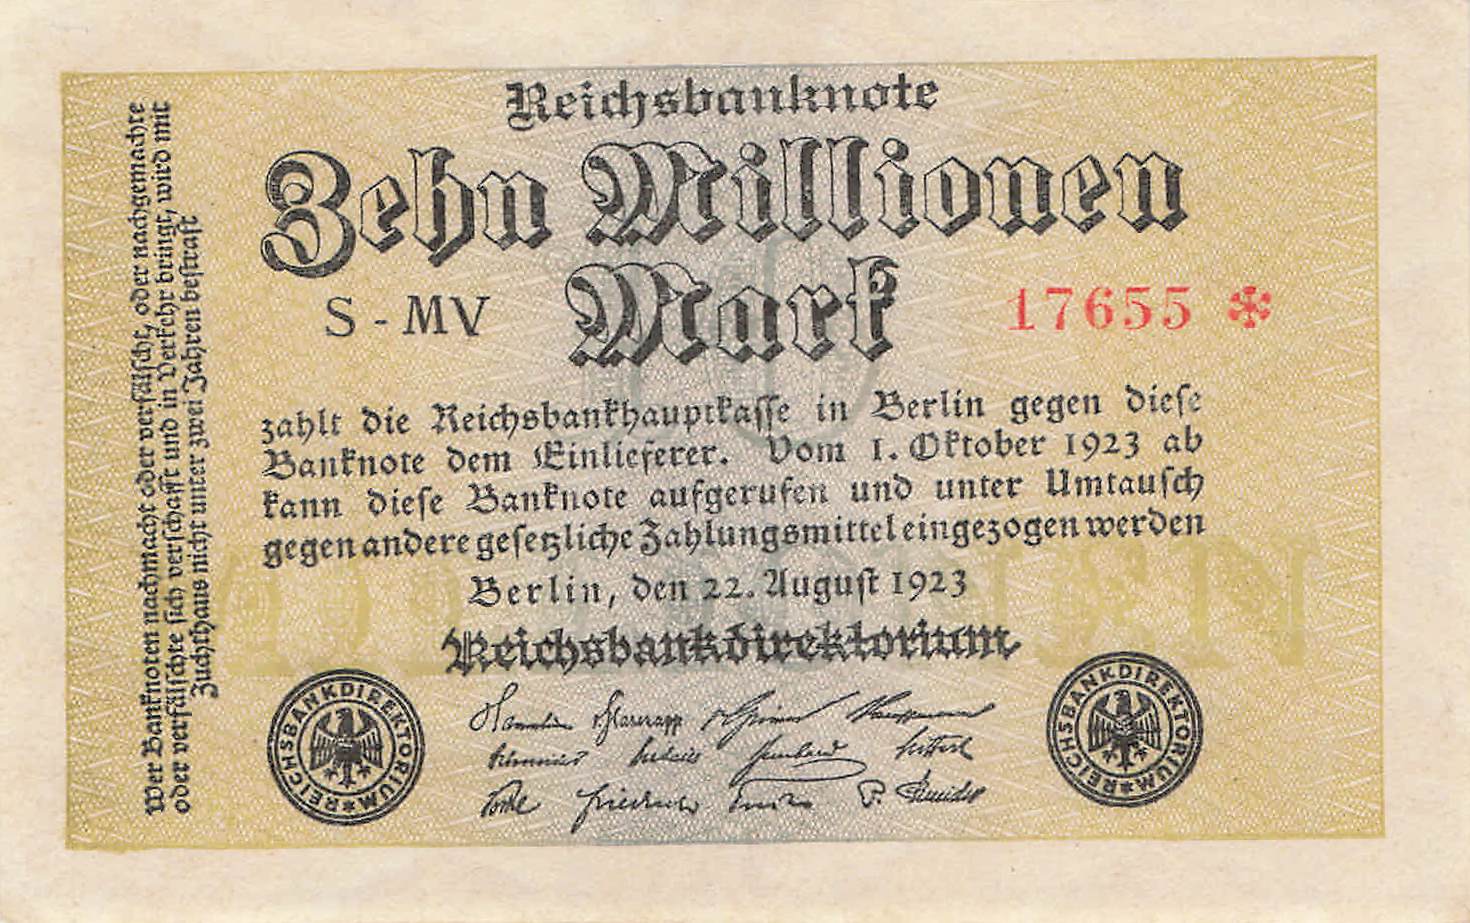 Reichsbanknote
Zehn Millionen
Mark
S - MV
17655 *
zahlt die Reichsbankhauptkasse in Berlin gegen diese
Banknote dem Einlieferer. Vom 1. Oktober 1923 ab
kann diese Banknote aufgerufen und unter Umtausch
gegen andere gesetzliche Zahlungsmittel eingezogen werden
Berlin, den 22. August 1923
Reichsbankdirektorium
REICHSBANKDIREKTORIUM *
REICHSBANKDIREKTORIUM *
Wer Banknoten nachmacht oder verfälscht, oder nachgemachte
oder verfälschte sich verschafft und in Verkehr bringt, wird mit
Zuchthaus nicht unter zwei Jahren bestraft